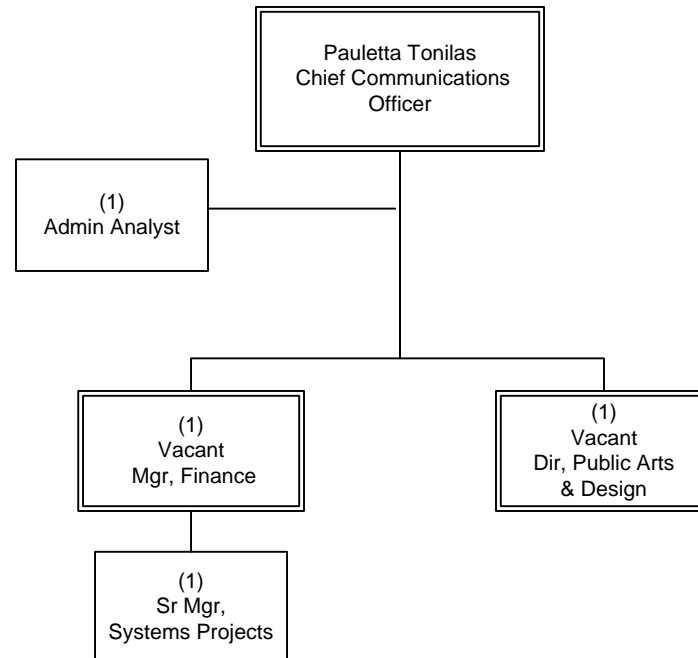 Pauletta Tonilas
Chief Communications
Officer
(1)
Admin Analyst
(1)
Vacant
Mgr, Finance
(1)
Vacant
Dir, Public Arts
& Design
(1)
Sr Mgr,
Systems Projects